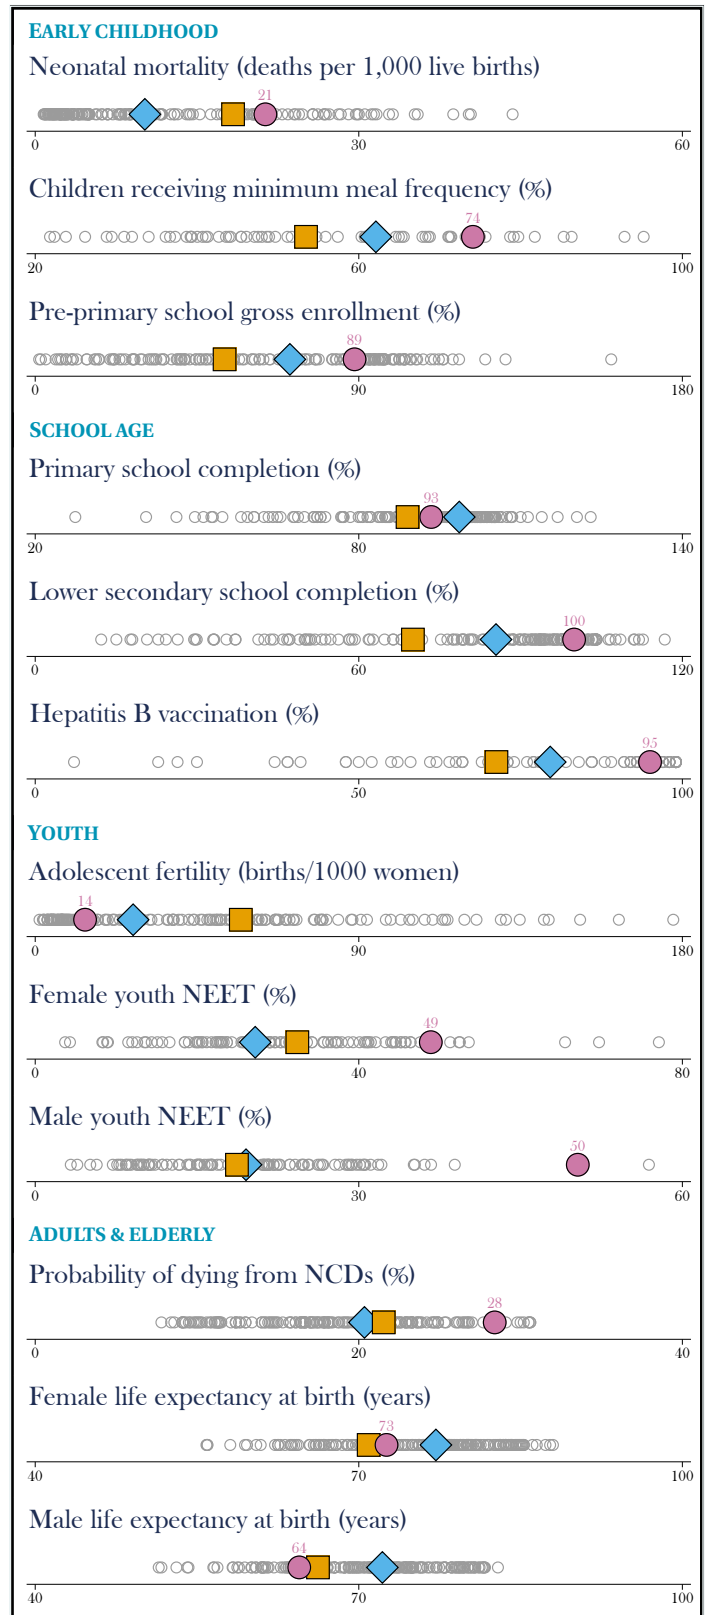 EARLY CHILDHOOD
Neonatal mortality (deaths per 1,000 live births)
21
0 30 60
Children receiving minimum meal frequency (%)
74
20 60 100
Pre-primary school gross enrollment (%)
89
0 90 180
SCHOOL AGE
Primary school completion (%)
93
20 80 140
Lower secondary school completion (%)
100
0 60 120
Hepatitis B vaccination (%)
95
0 50 100
YOUTH
Adolescent fertility (births/1000 women)
14
0 90 180
Female youth NEET (%)
49
0 40 80
Male youth NEET (%)
50
0 30 60
ADULTS & ELDERLY
Probability of dying from NCDs (%)
28
0 20 40
Female life expectancy at birth (years)
73
40 70 100
Male life expectancy at birth (years)
64
40 70 100